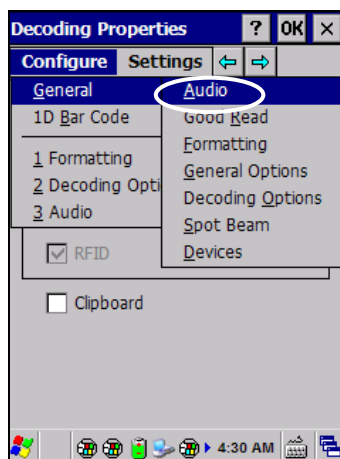 Decoding Properties ? OK ×
Configure Settings
General
Audio
1D Bar Code
Good Read
Formatting
1 Formatting
General Options
2 Decoding Opti
Decoding Options
3 Audio
Spot Beam
RFID
Devices
Clipboard
4:30 AM